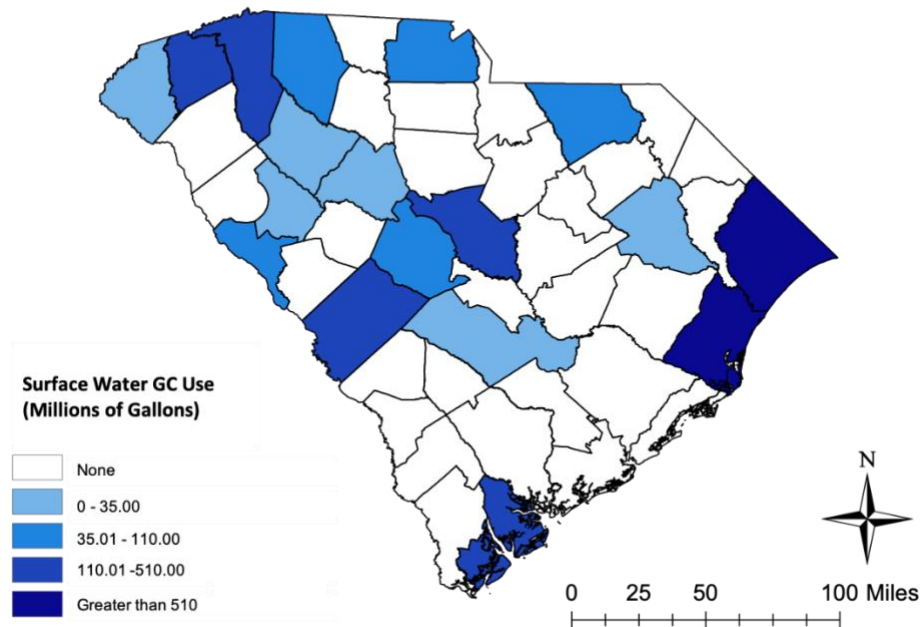 Surface Water GC Use
(Millions of Gallons)
None
0 - 35.00
35.01 - 110.00
110.01 -510.00
Greater than 510
N
0 25 50 100 Miles